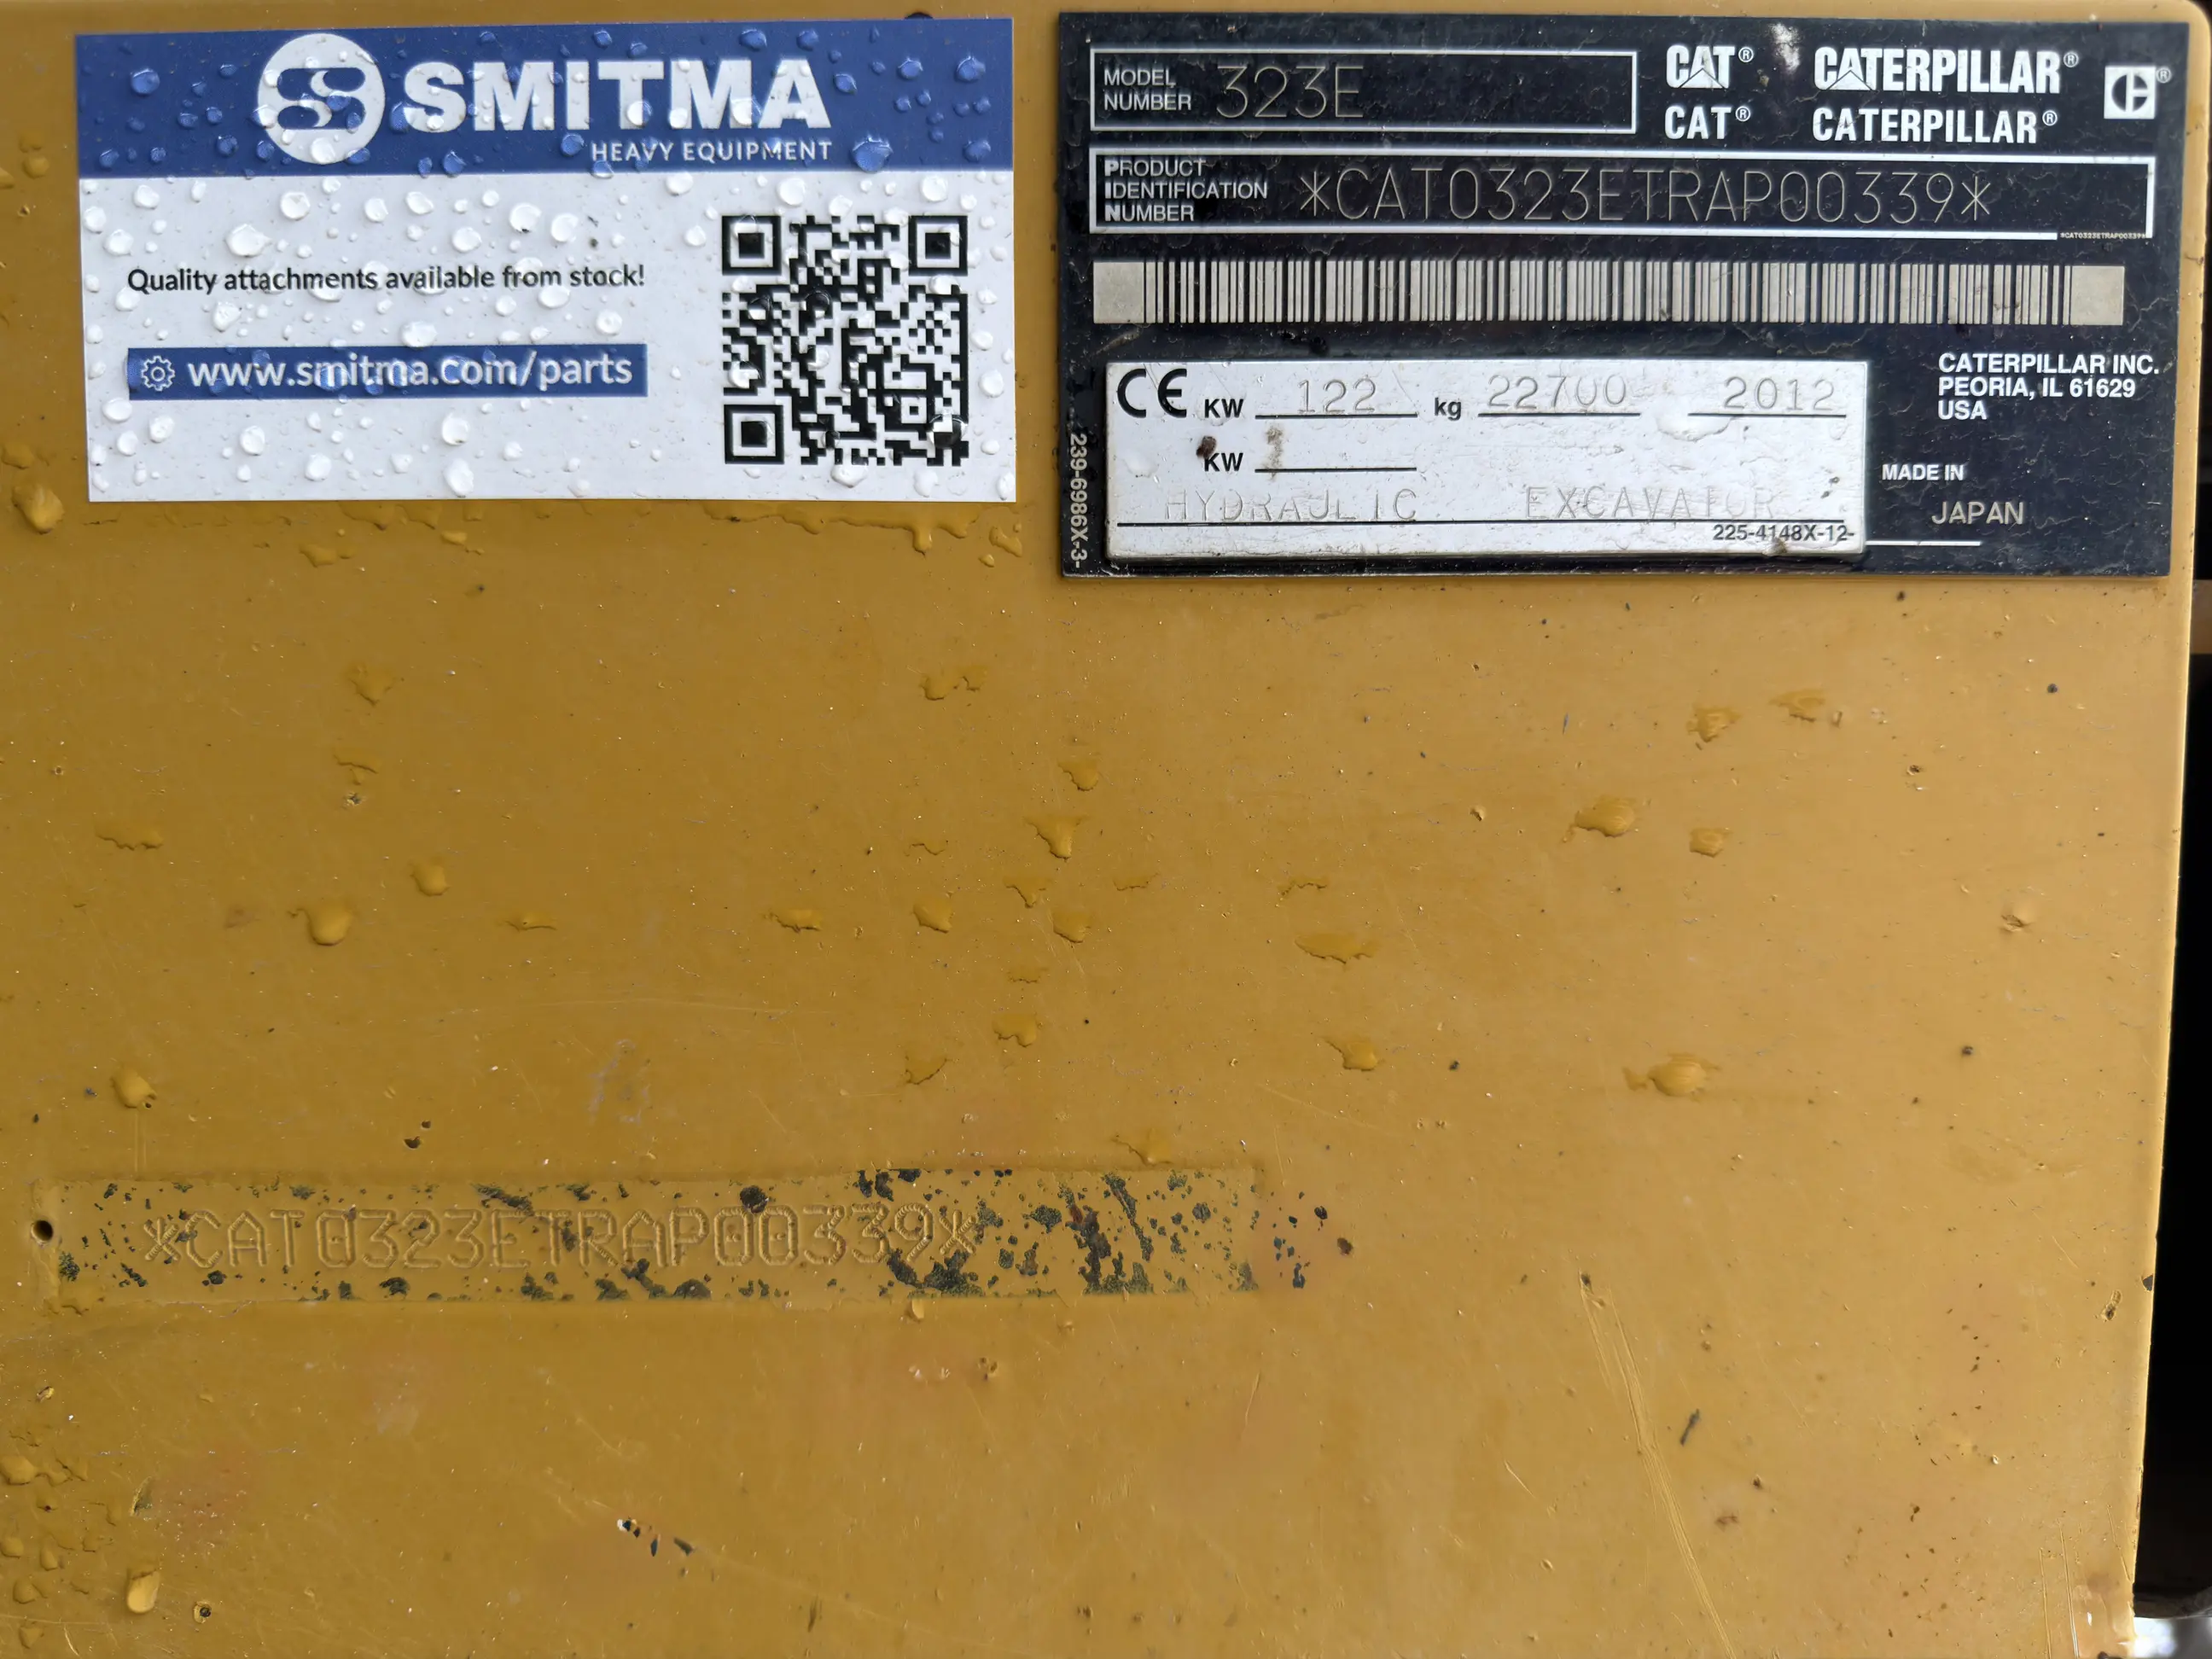 SMITMA
HEAVY EQUIPMENT
Quality attachments available from stock!
www.smitma.com/parts
MODEL NUMBER 323E
CAT® CATERPILLAR®
CAT® CATERPILLAR®
PRODUCT IDENTIFICATION NUMBER *CAT0323ETRAP00339*
*CAT0323ETRAP00339*
CE KW 122 kg 22700 2012
KW
HYDRAULIC EXCAVATOR
225-4148X-12-
239-6986X-3-
CATERPILLAR INC.
PEORIA, IL 61629
USA
MADE IN
JAPAN
*CAT0323ETRAP00339*